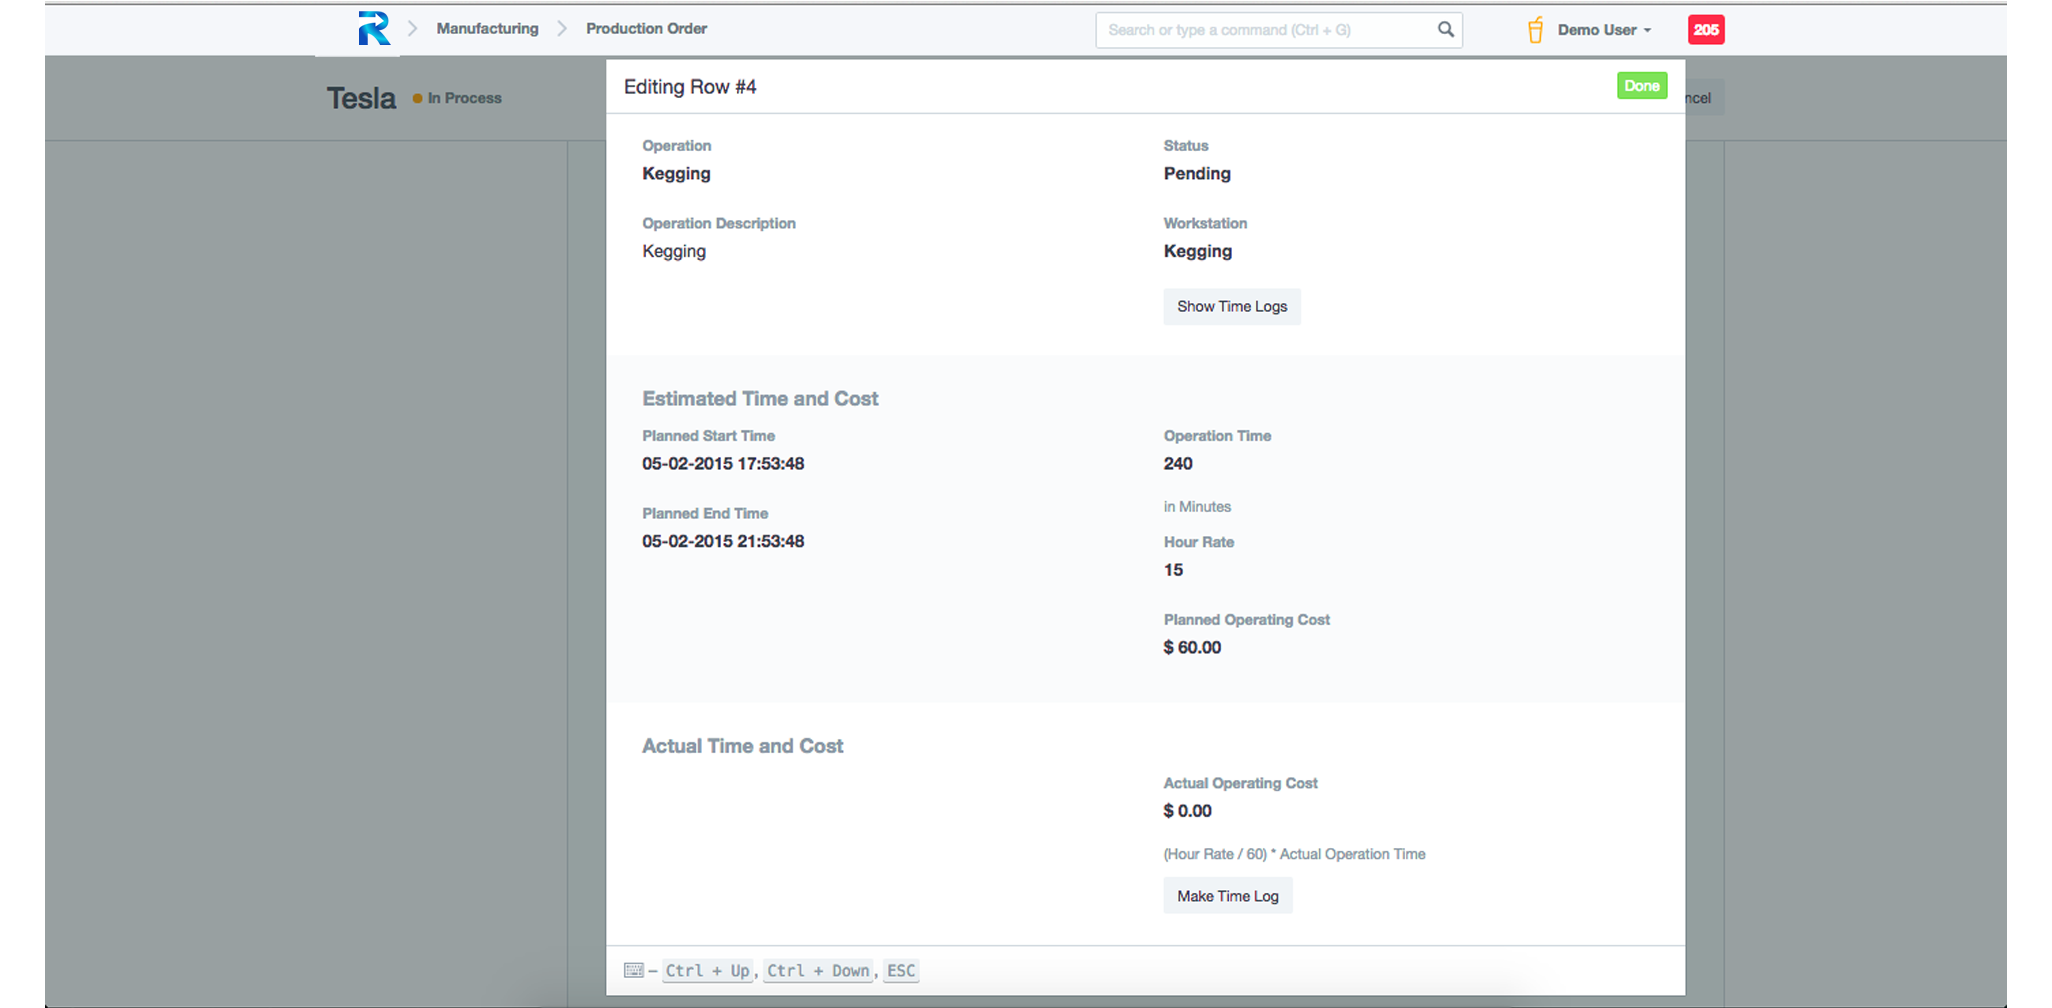 Manufacturing Production Order Search or type a command (Ctrl + G) Demo User 205
Tesla In Process
Editing Row #4 Done ncel
Operation
Kegging
Status
Pending
Operation Description
Kegging
Workstation
Kegging
Show Time Logs
Estimated Time and Cost
Planned Start Time
05-02-2015 17:53:48
Planned End Time
05-02-2015 21:53:48
Operation Time
240
in Minutes
Hour Rate
15
Planned Operating Cost
$ 60.00
Actual Time and Cost
Actual Operating Cost
$ 0.00
(Hour Rate / 60) * Actual Operation Time
Make Time Log
– Ctrl + Up, Ctrl + Down, ESC